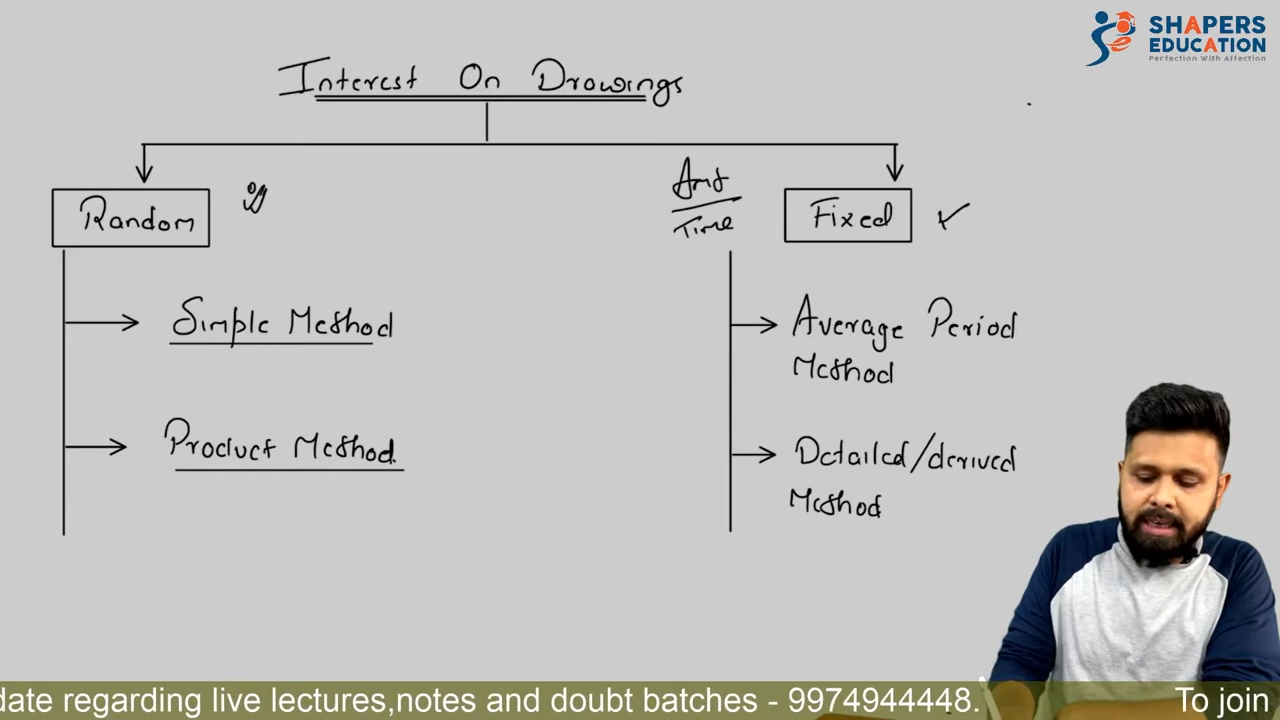 SHAPERS
EDUCATION
Perfection With Affection
Interest On Drawings
Random
Amt
Time
Fixed
Simple Method
Average Period
Method
Product Method
Detailed/derived
Method
date regarding live lectures,notes and doubt batches - 9974944448.
To join